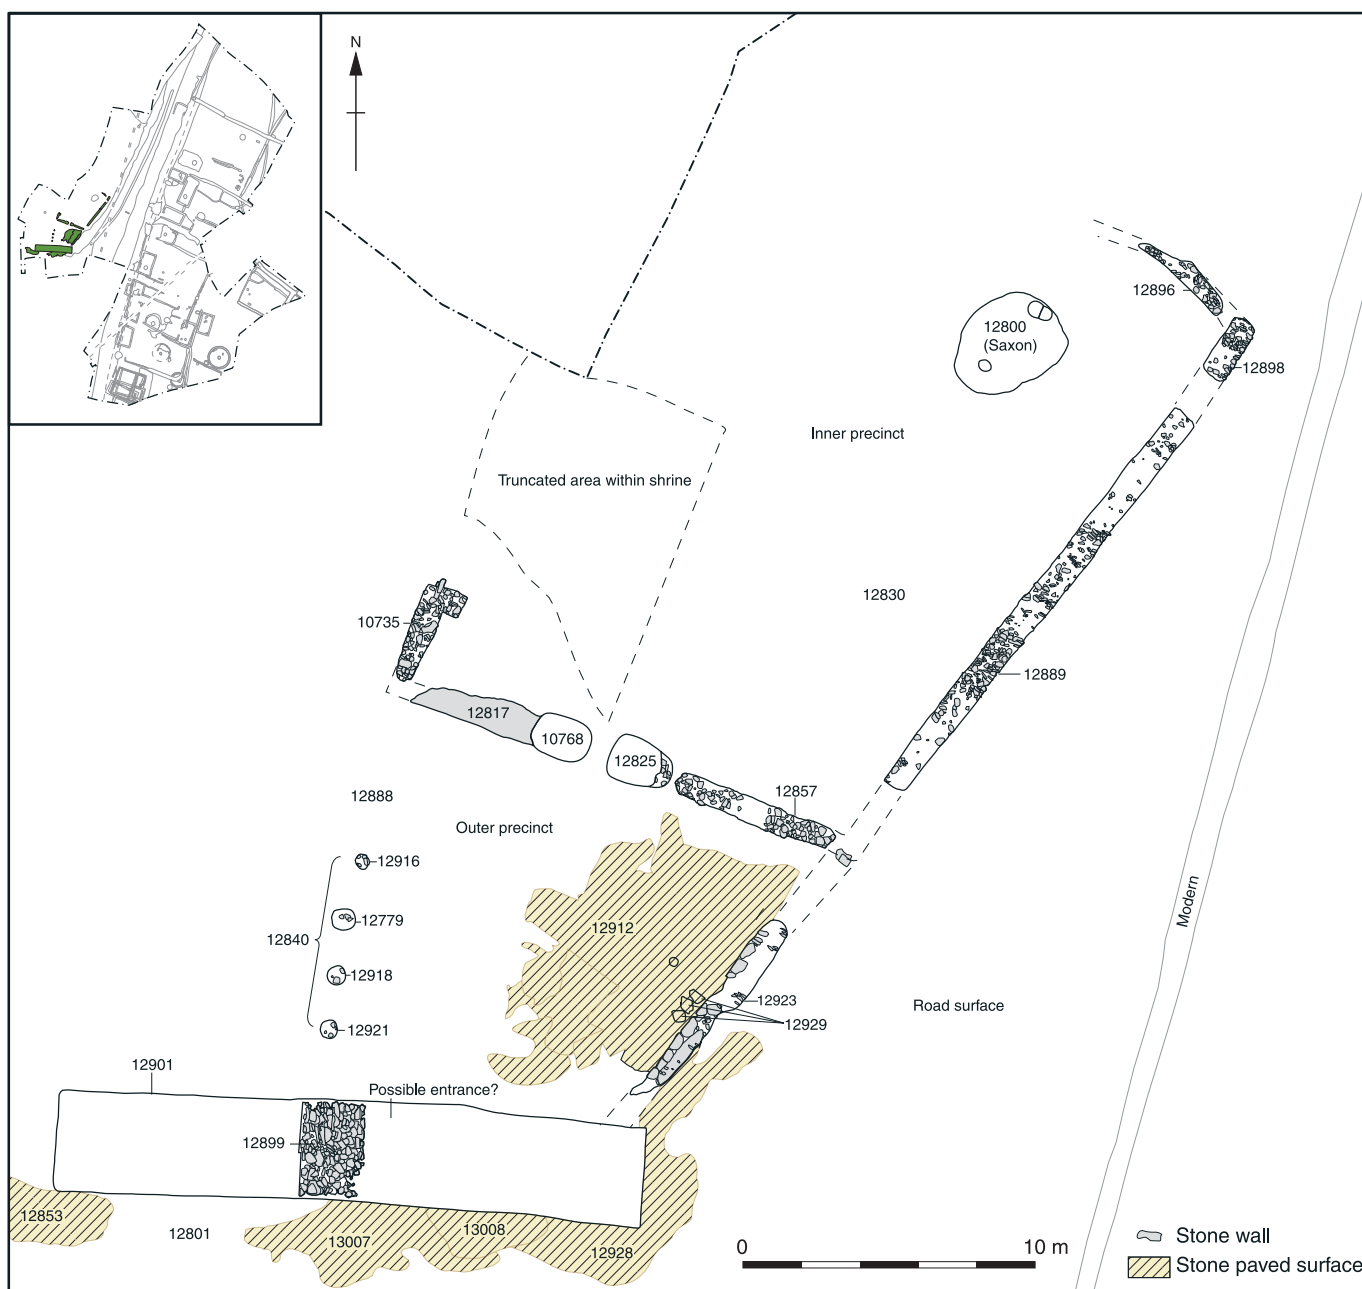 N
12896
12800
(Saxon)
12898
Inner precinct
Truncated area within shrine
12830
10735
12889
12817
10768
12825
12857
12888
Outer precinct
12916
12779
12912
12840
12918
12923
12929
12921
Road surface
Modern
12901
Possible entrance?
12899
12853
12801
13007
13008
12928
0
10 m
Stone wall
Stone paved surface